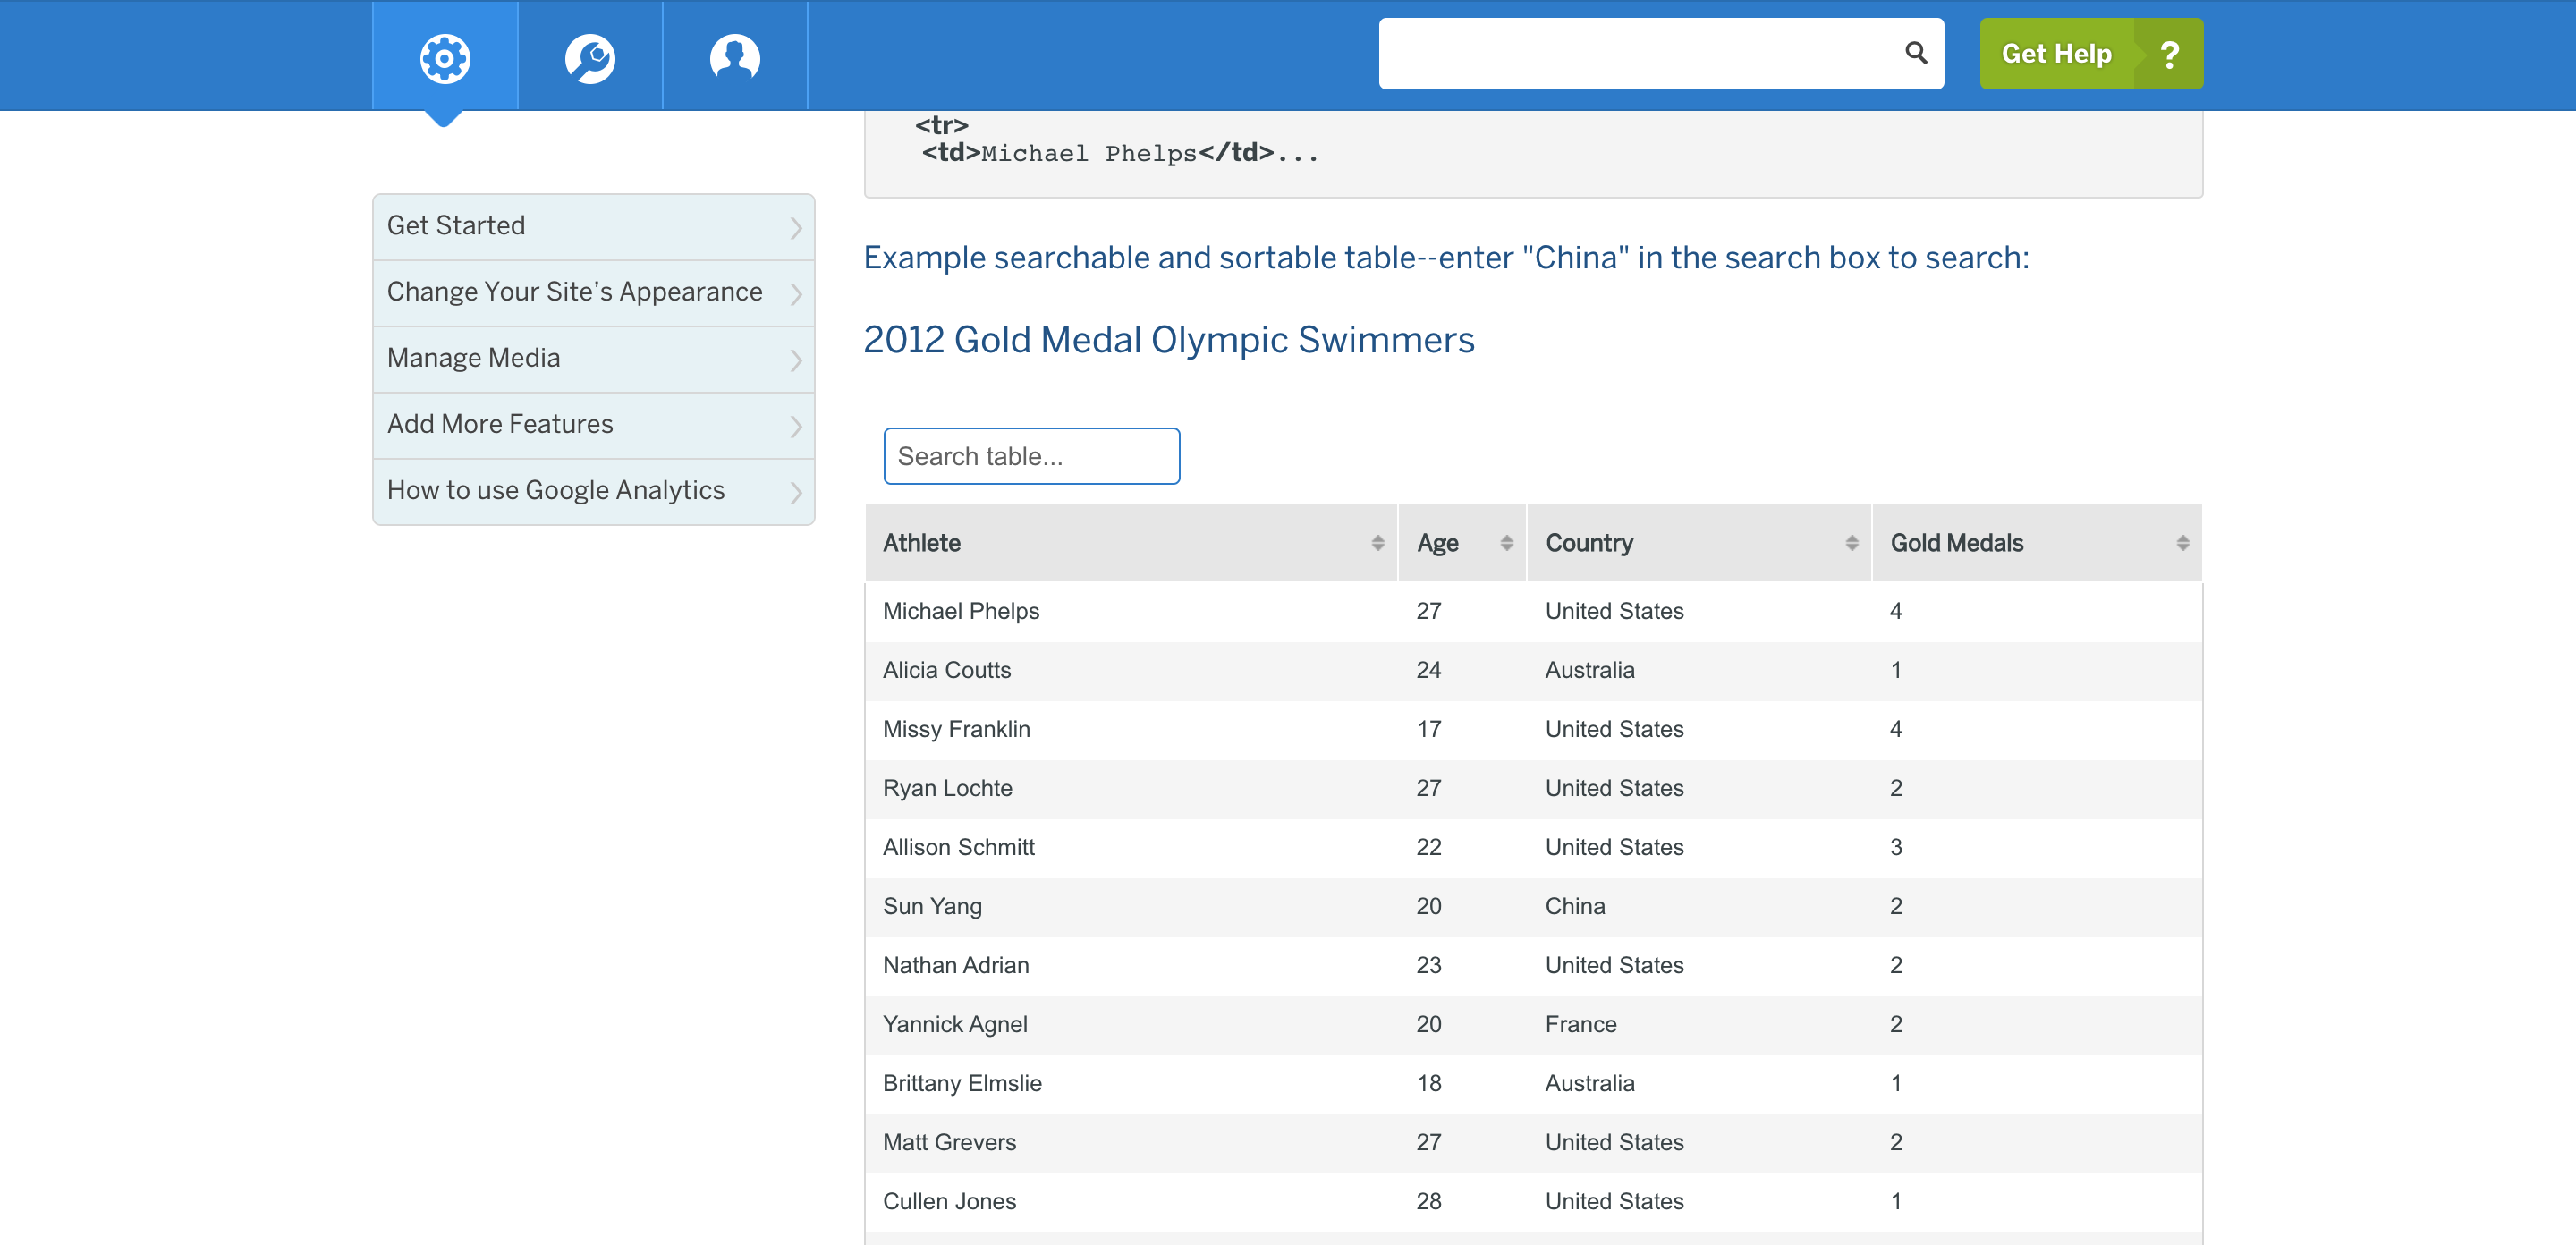 Get Help ?
<tr>
<td>Michael Phelps</td>...
Get Started
Change Your Site's Appearance
Manage Media
Add More Features
How to use Google Analytics
Example searchable and sortable table--enter "China" in the search box to search:
2012 Gold Medal Olympic Swimmers
Search table...
Athlete Age Country Gold Medals
Michael Phelps 27 United States 4
Alicia Coutts 24 Australia 1
Missy Franklin 17 United States 4
Ryan Lochte 27 United States 2
Allison Schmitt 22 United States 3
Sun Yang 20 China 2
Nathan Adrian 23 United States 2
Yannick Agnel 20 France 2
Brittany Elmslie 18 Australia 1
Matt Grevers 27 United States 2
Cullen Jones 28 United States 1